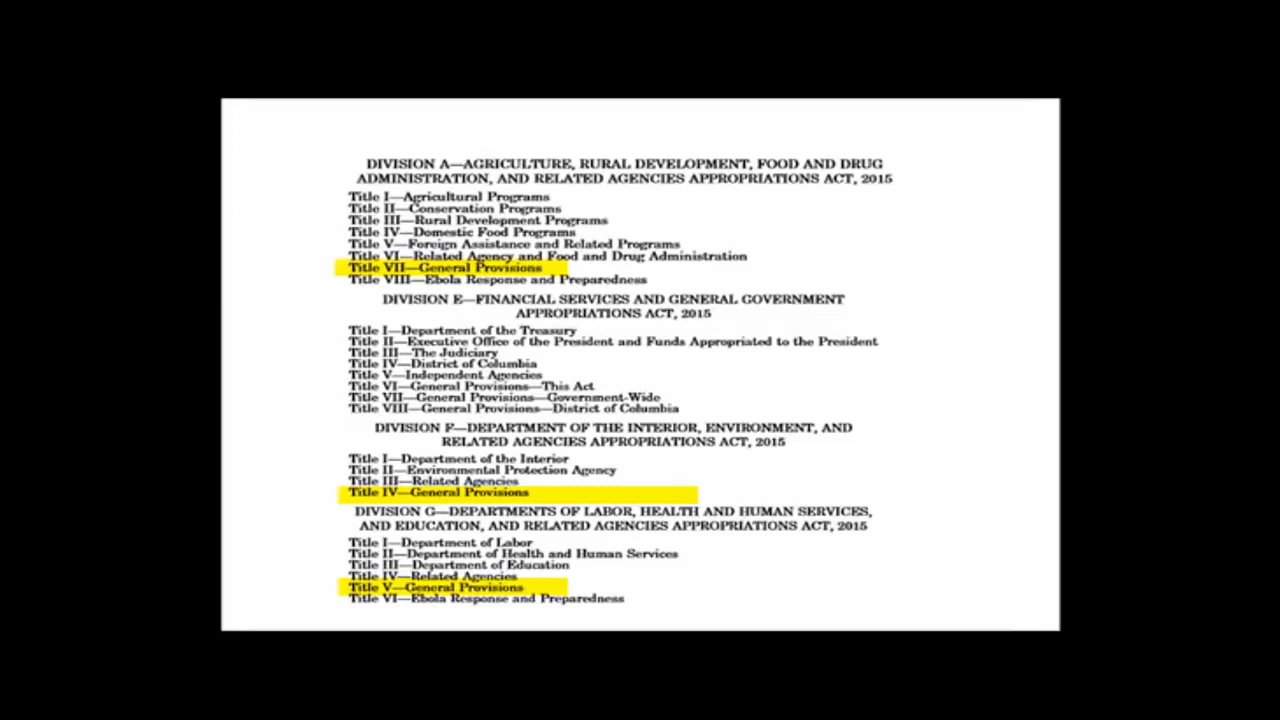 DIVISION A—AGRICULTURE, RURAL DEVELOPMENT, FOOD AND DRUG
ADMINISTRATION, AND RELATED AGENCIES APPROPRIATIONS ACT, 2015
Title I—Agricultural Programs
Title II—Conservation Programs
Title III—Rural Development Programs
Title IV—Domestic Food Programs
Title V—Foreign Assistance and Related Programs
Title VI—Related Agency and Food and Drug Administration
Title VII—General Provisions
Title VIII—Ebola Response and Preparedness
DIVISION E—FINANCIAL SERVICES AND GENERAL GOVERNMENT
APPROPRIATIONS ACT, 2015
Title I—Department of the Treasury
Title II—Executive Office of the President and Funds Appropriated to the President
Title III—The Judiciary
Title IV—District of Columbia
Title V—Independent Agencies
Title VI—General Provisions—This Act
Title VII—General Provisions—Government-Wide
Title VIII—General Provisions—District of Columbia
DIVISION F—DEPARTMENT OF THE INTERIOR, ENVIRONMENT, AND
RELATED AGENCIES APPROPRIATIONS ACT, 2015
Title I—Department of the Interior
Title II—Environmental Protection Agency
Title III—Related Agencies
Title IV—General Provisions
DIVISION G—DEPARTMENTS OF LABOR, HEALTH AND HUMAN SERVICES,
AND EDUCATION, AND RELATED AGENCIES APPROPRIATIONS ACT, 2015
Title I—Department of Labor
Title II—Department of Health and Human Services
Title III—Department of Education
Title IV—Related Agencies
Title V—General Provisions
Title VI—Ebola Response and Preparedness